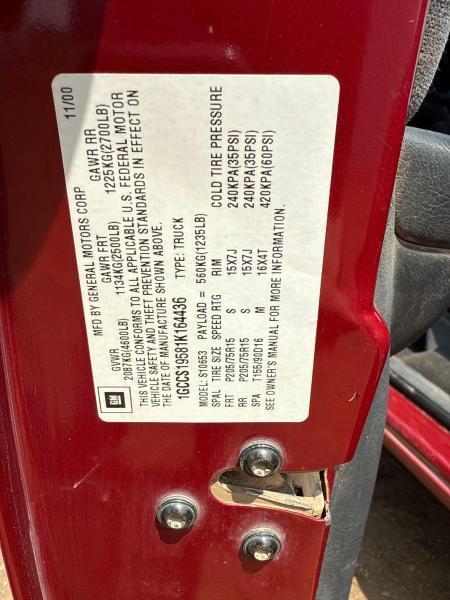 MFD BY GENERAL MOTORS CORP 11/00
GVWR GAWR FRT GAWR RR
2087KG(4600LB) 1134KG(2500LB) 1225KG(2700LB)
THIS VEHICLE CONFORMS TO ALL APPLICABLE U.S. FEDERAL MOTOR
VEHICLE SAFETY AND THEFT PREVENTION STANDARDS IN EFFECT ON
THE DATE OF MANUFACTURE SHOWN ABOVE.
1GCCS19581K164436 TYPE: TRUCK
MODEL: S10653 PAYLOAD = 560KG(1235LB)
SPAL TIRE SIZE SPEED RTG RIM COLD TIRE PRESSURE
FRT P205/75R15 S 15X7J 240KPA(35PSI)
RR P205/75R15 S 15X7J 240KPA(35PSI)
SPA T155/90D16 M 16X4T 420KPA(60PSI)
SEE OWNER'S MANUAL FOR MORE INFORMATION.
GM